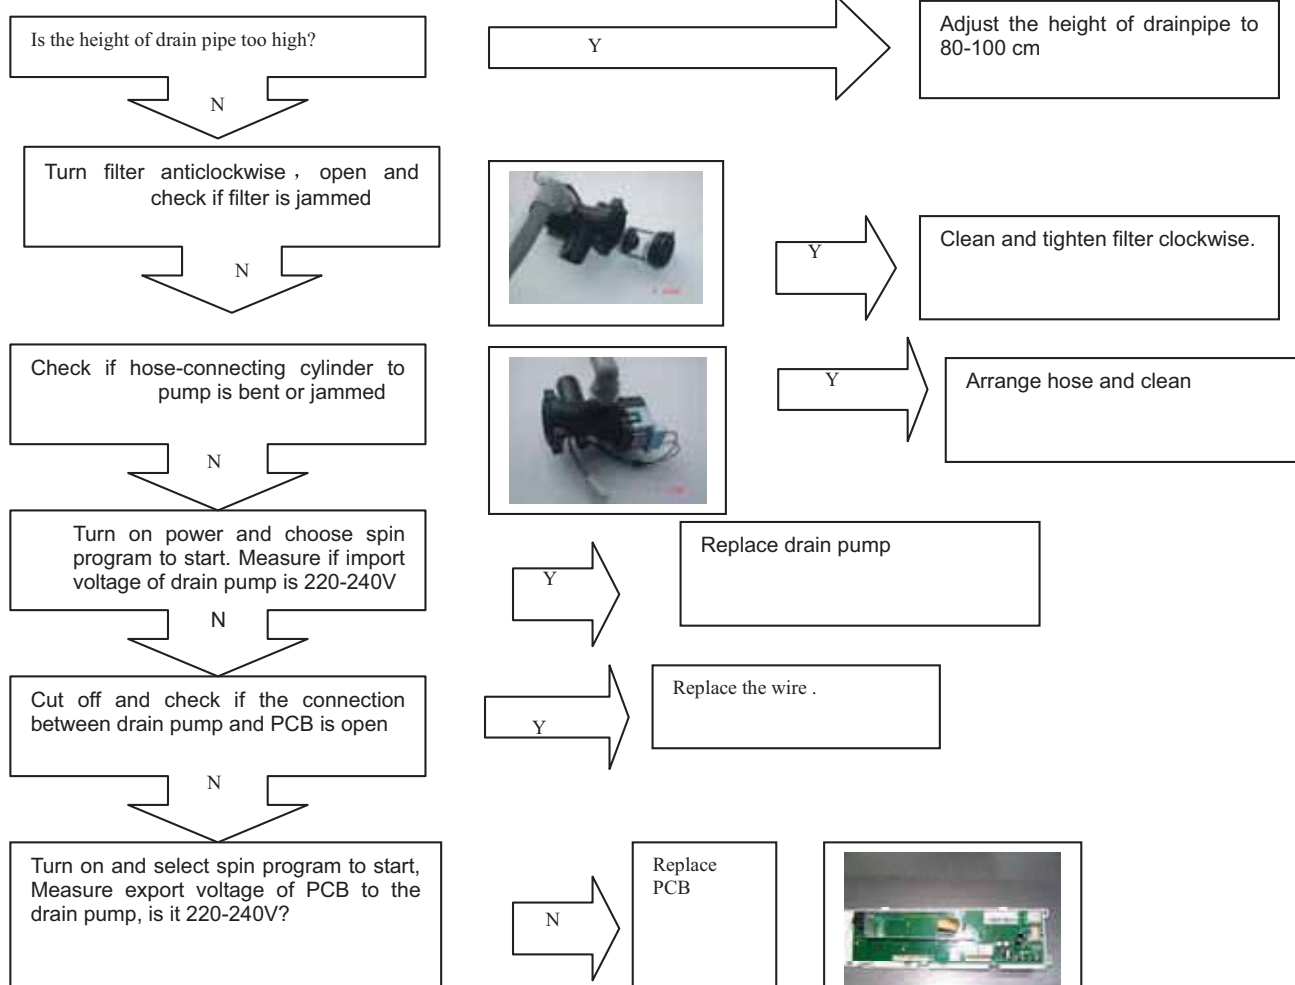 Is the height of drain pipe too high?
Y
Adjust the height of drainpipe to
80-100 cm
N
Turn filter anticlockwise， open and
check if filter is jammed
Y
Clean and tighten filter clockwise.
N
Check if hose-connecting cylinder to
pump is bent or jammed
Y
Arrange hose and clean
N
Turn on power and choose spin
program to start. Measure if import
voltage of drain pump is 220-240V
Y
Replace drain pump
N
Cut off and check if the connection
between drain pump and PCB is open
Y
Replace the wire .
N
Turn on and select spin program to start,
Measure export voltage of PCB to the
drain pump, is it 220-240V?
N
Replace
PCB